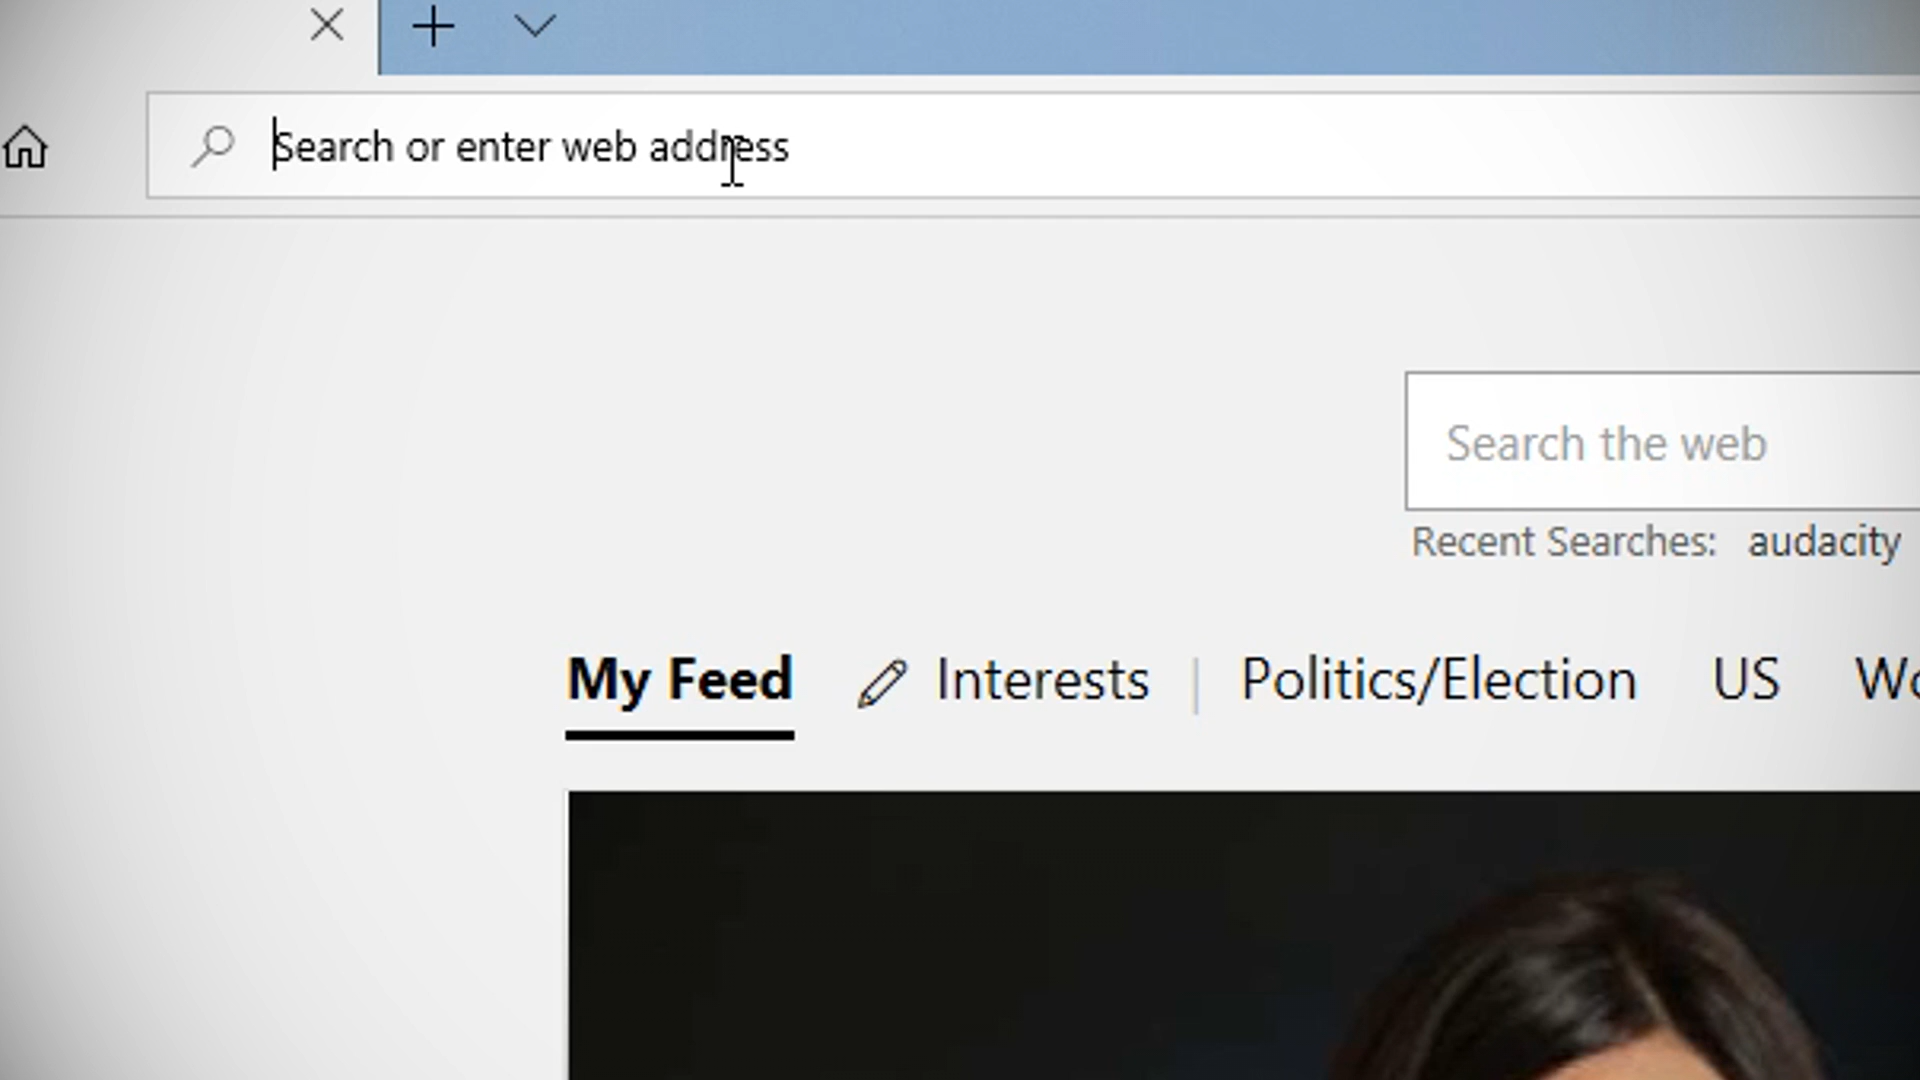 Search or enter web address
Search the web
Recent Searches: audacity
My Feed Interests | Politics/Election US